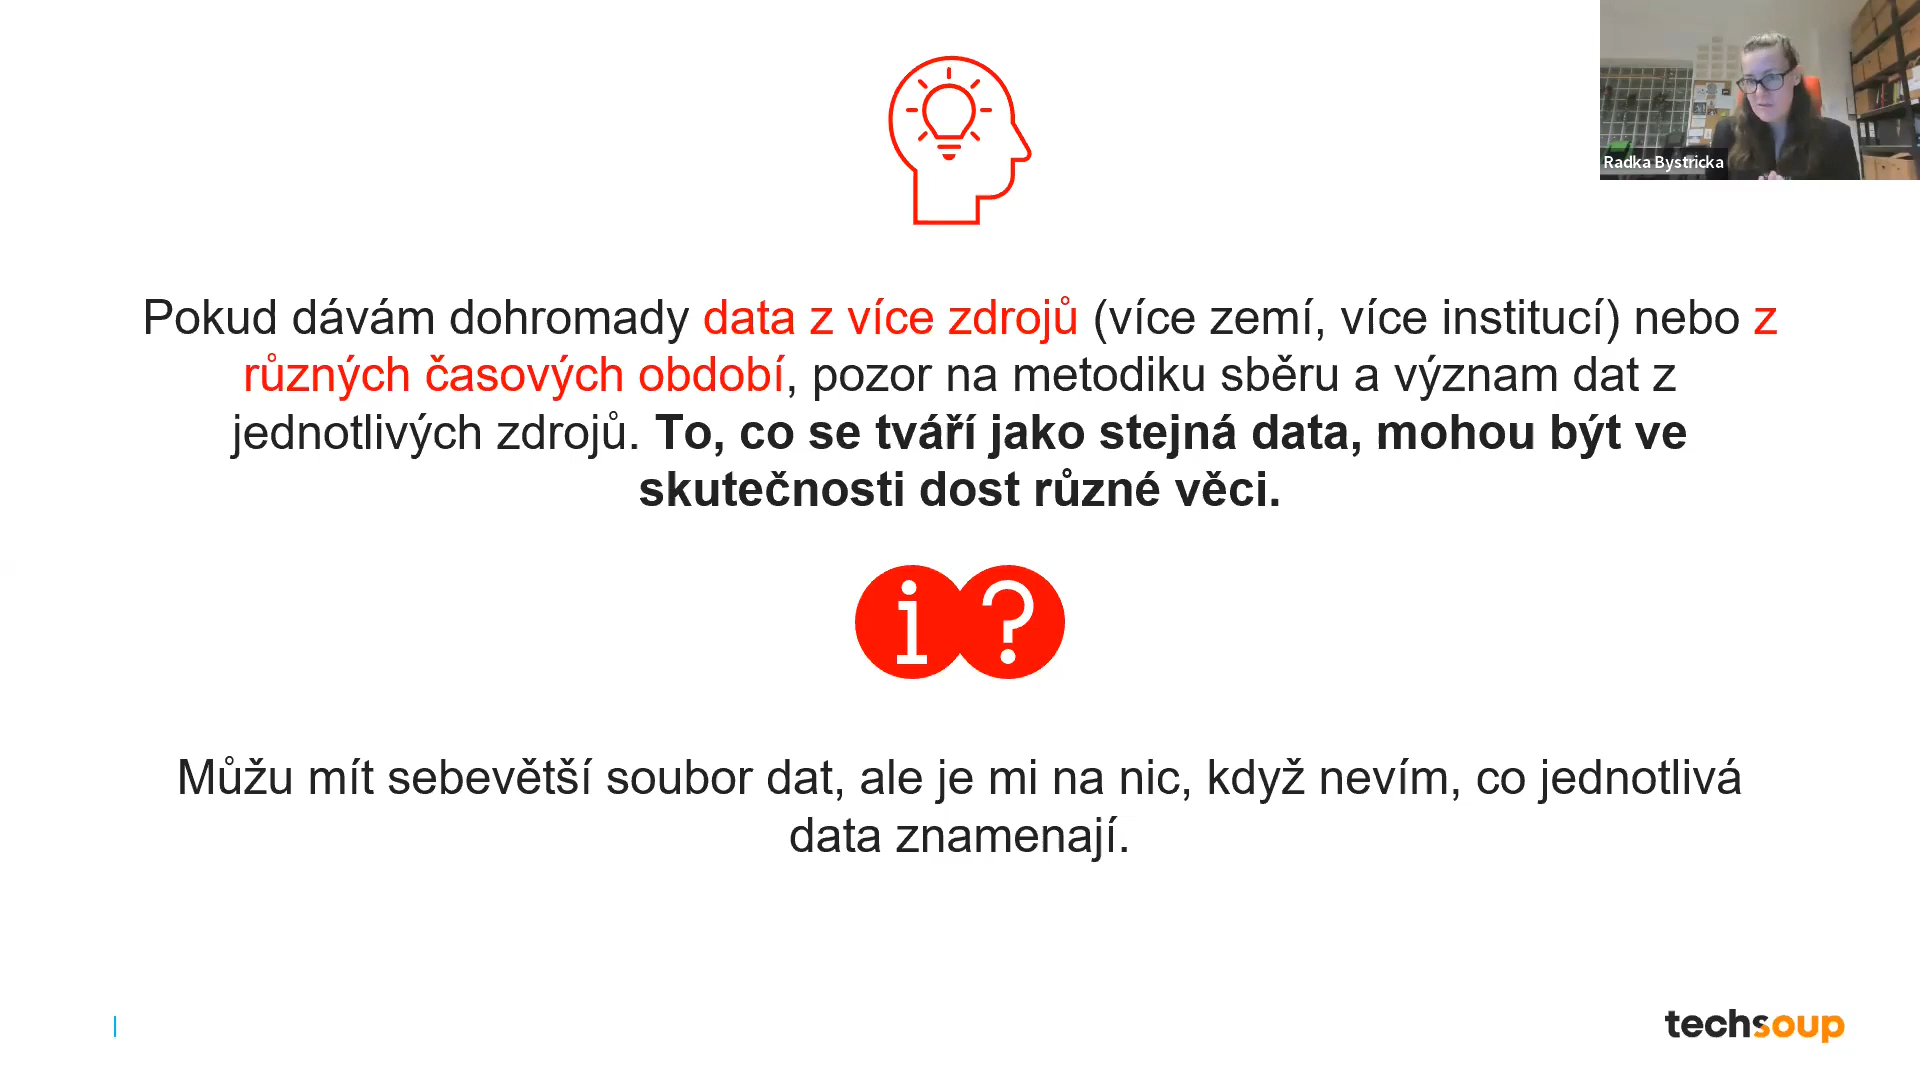 Radka Bystricka
Pokud dávám dohromady data z více zdrojů (více zemí, více institucí) nebo z
různých časových období, pozor na metodiku sběru a význam dat z
jednotlivých zdrojů. To, co se tváří jako stejná data, mohou být ve
skutečnosti dost různé věci.
i ?
Můžu mít sebevětší soubor dat, ale je mi na nic, když nevím, co jednotlivá
data znamenají.
techsoup